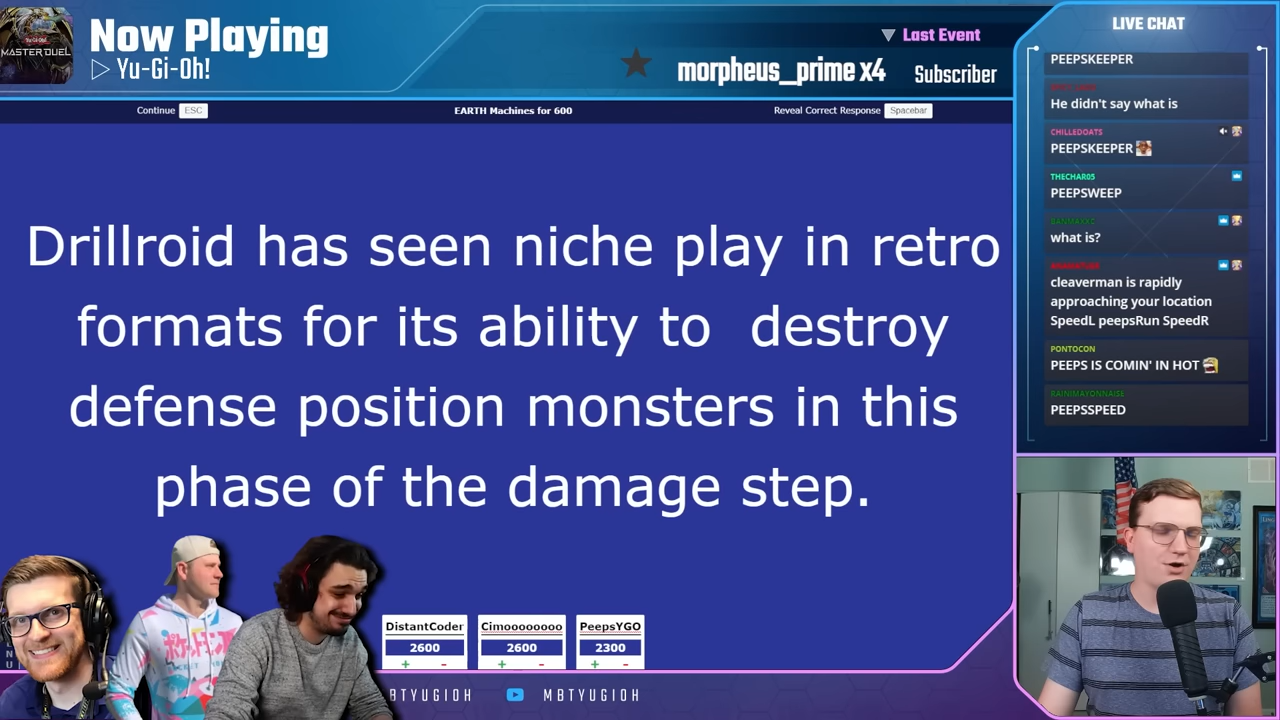 Now Playing
Yu-Gi-Oh!
MASTER DUEL
Last Event
morpheus_prime x4
Subscriber
LIVE CHAT
Continue ESC
EARTH Machines for 600
Reveal Correct Response Spacebar
Drillroid has seen niche play in retro
formats for its ability to destroy
defense position monsters in this
phase of the damage step.
DistantCoder
2600
+ -
Cimoooooooo
2600
+ -
PeepsYGO
2300
+ -
MBTYUGIOH
PEEPSKEEPER
He didn't say what is
CHILLEDOATS
PEEPSKEEPER
THECHAR05
PEEPSWEEP
what is?
cleaverman is rapidly
approaching your location
SpeedL peepsRun SpeedR
PONTOCON
PEEPS IS COMIN' IN HOT
RAINIMAYONNAISE
PEEPSSPEED